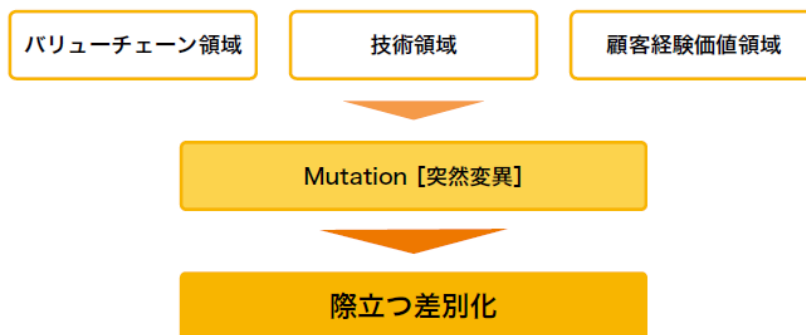 バリューチェーン領域
技術領域
顧客経験価値領域
Mutation [突然変異]
際立つ差別化